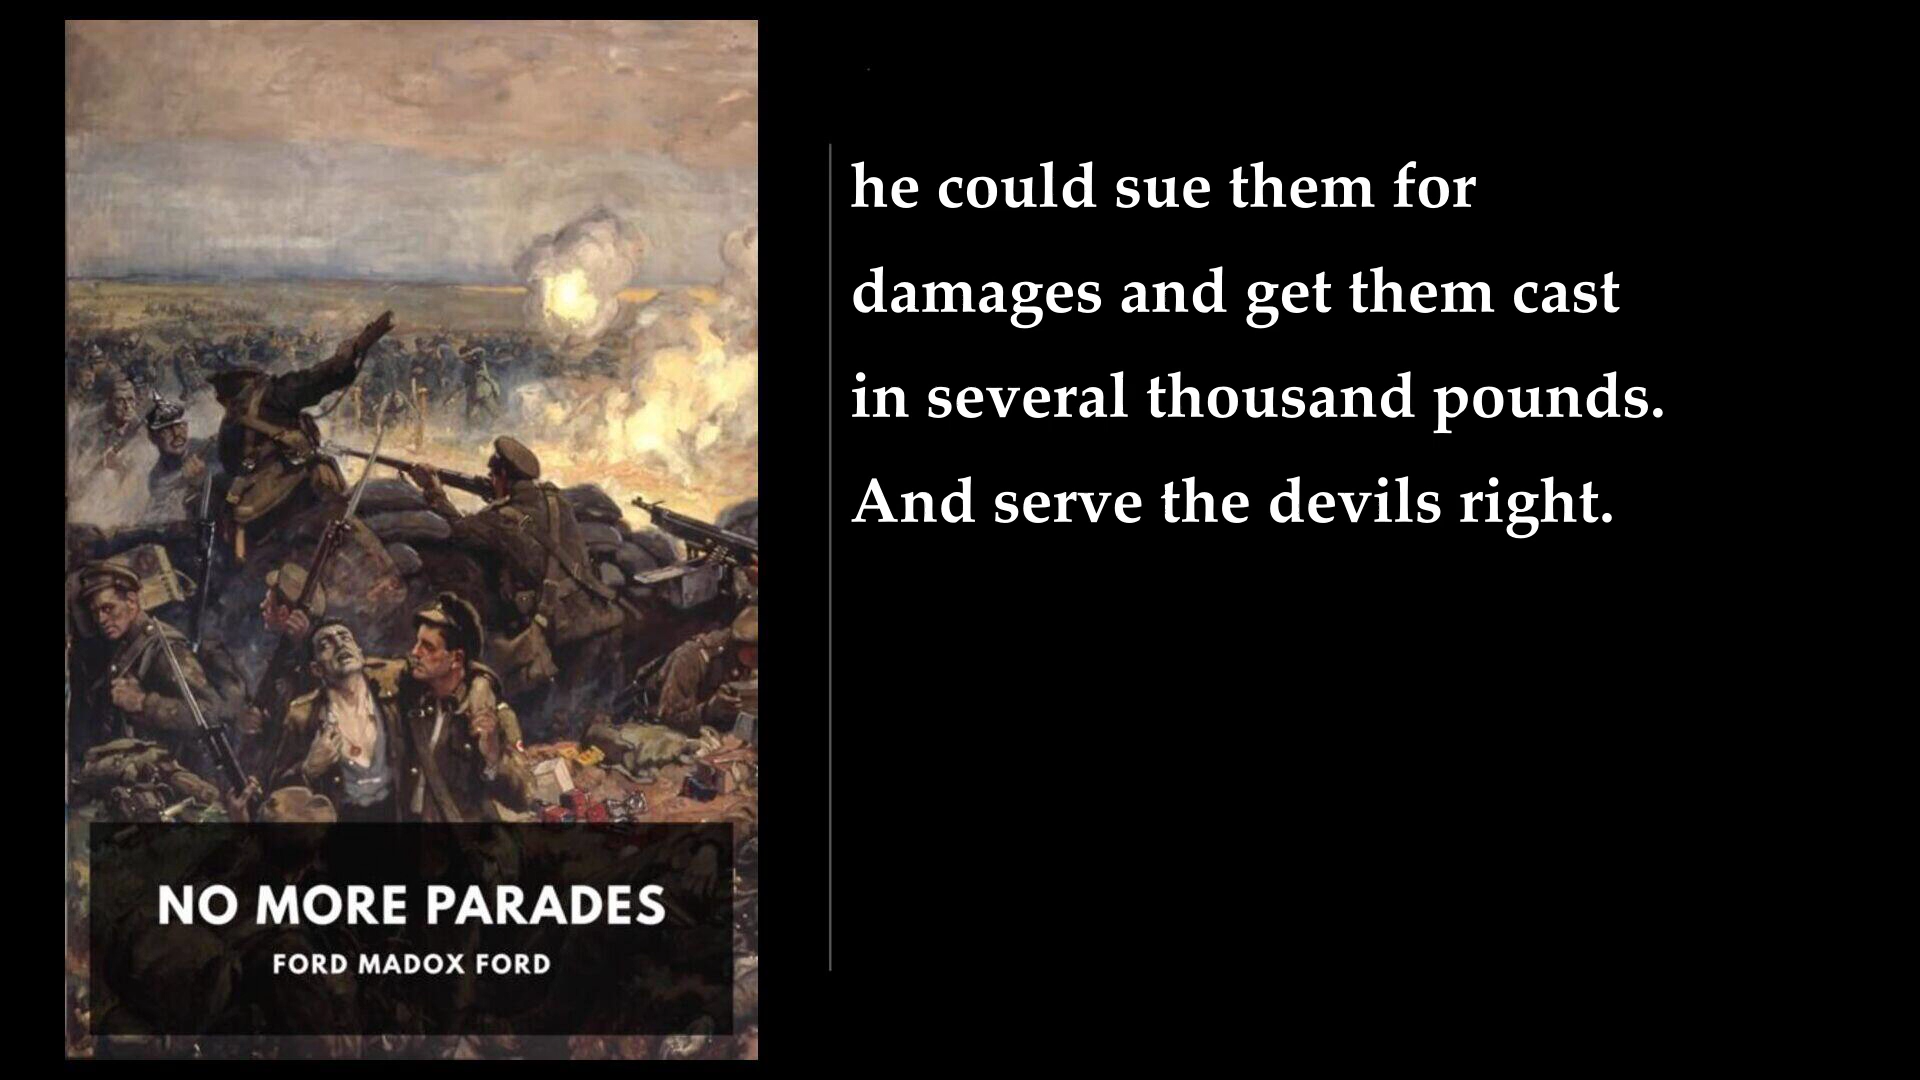 he could sue them for
damages and get them cast
in several thousand pounds.
And serve the devils right.
NO MORE PARADES
FORD MADOX FORD